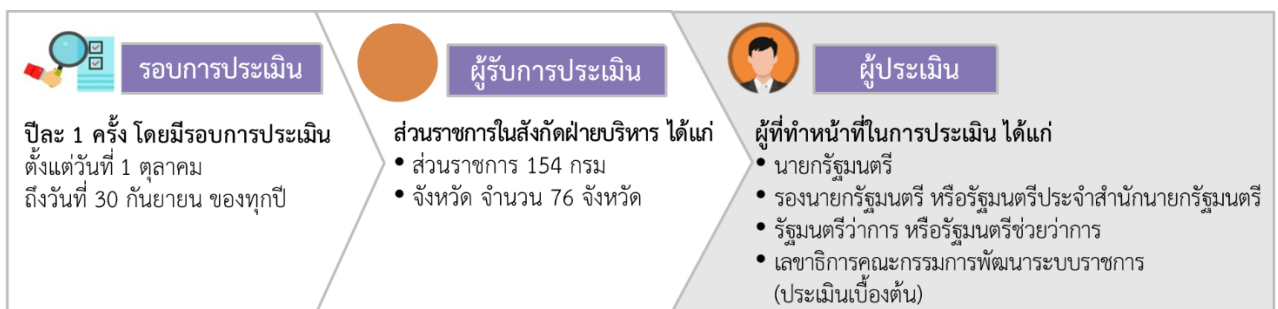 รอบการประเมิน
ปีละ 1 ครั้ง โดยมีรอบการประเมิน
ตั้งแต่วันที่ 1 ตุลาคม
ถึงวันที่ 30 กันยายน ของทุกปี
ผู้รับการประเมิน
ส่วนราชการในสังกัดฝ่ายบริหาร ได้แก่
• ส่วนราชการ 154 กรม
• จังหวัด จำนวน 76 จังหวัด
ผู้ประเมิน
ผู้ที่ทำหน้าที่ในการประเมิน ได้แก่
• นายกรัฐมนตรี
• รองนายกรัฐมนตรี หรือรัฐมนตรีประจำสำนักนายกรัฐมนตรี
• รัฐมนตรีว่าการ หรือรัฐมนตรีช่วยว่าการ
• เลขาธิการคณะกรรมการพัฒนาระบบราชการ
(ประเมินเบื้องต้น)